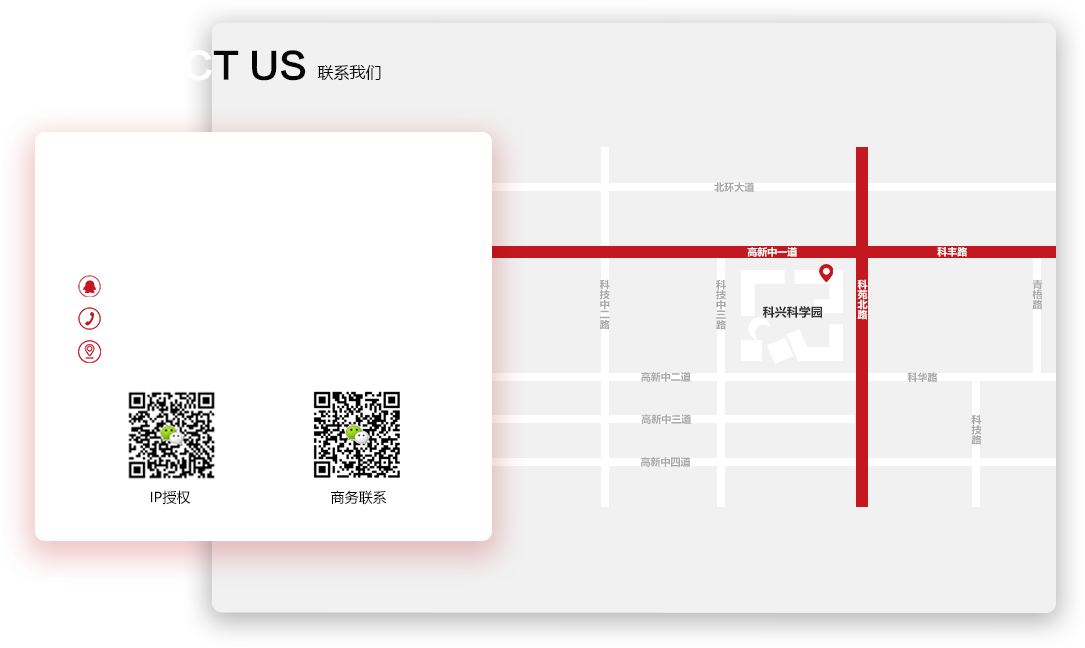 CT US 联系我们
北环大道
高新中一道
科丰路
科技中二路
科技中三路
科兴科学园
科苑北路
青梧路
高新中二道
科华路
高新中三道
科技路
高新中四道
IP授权
商务联系